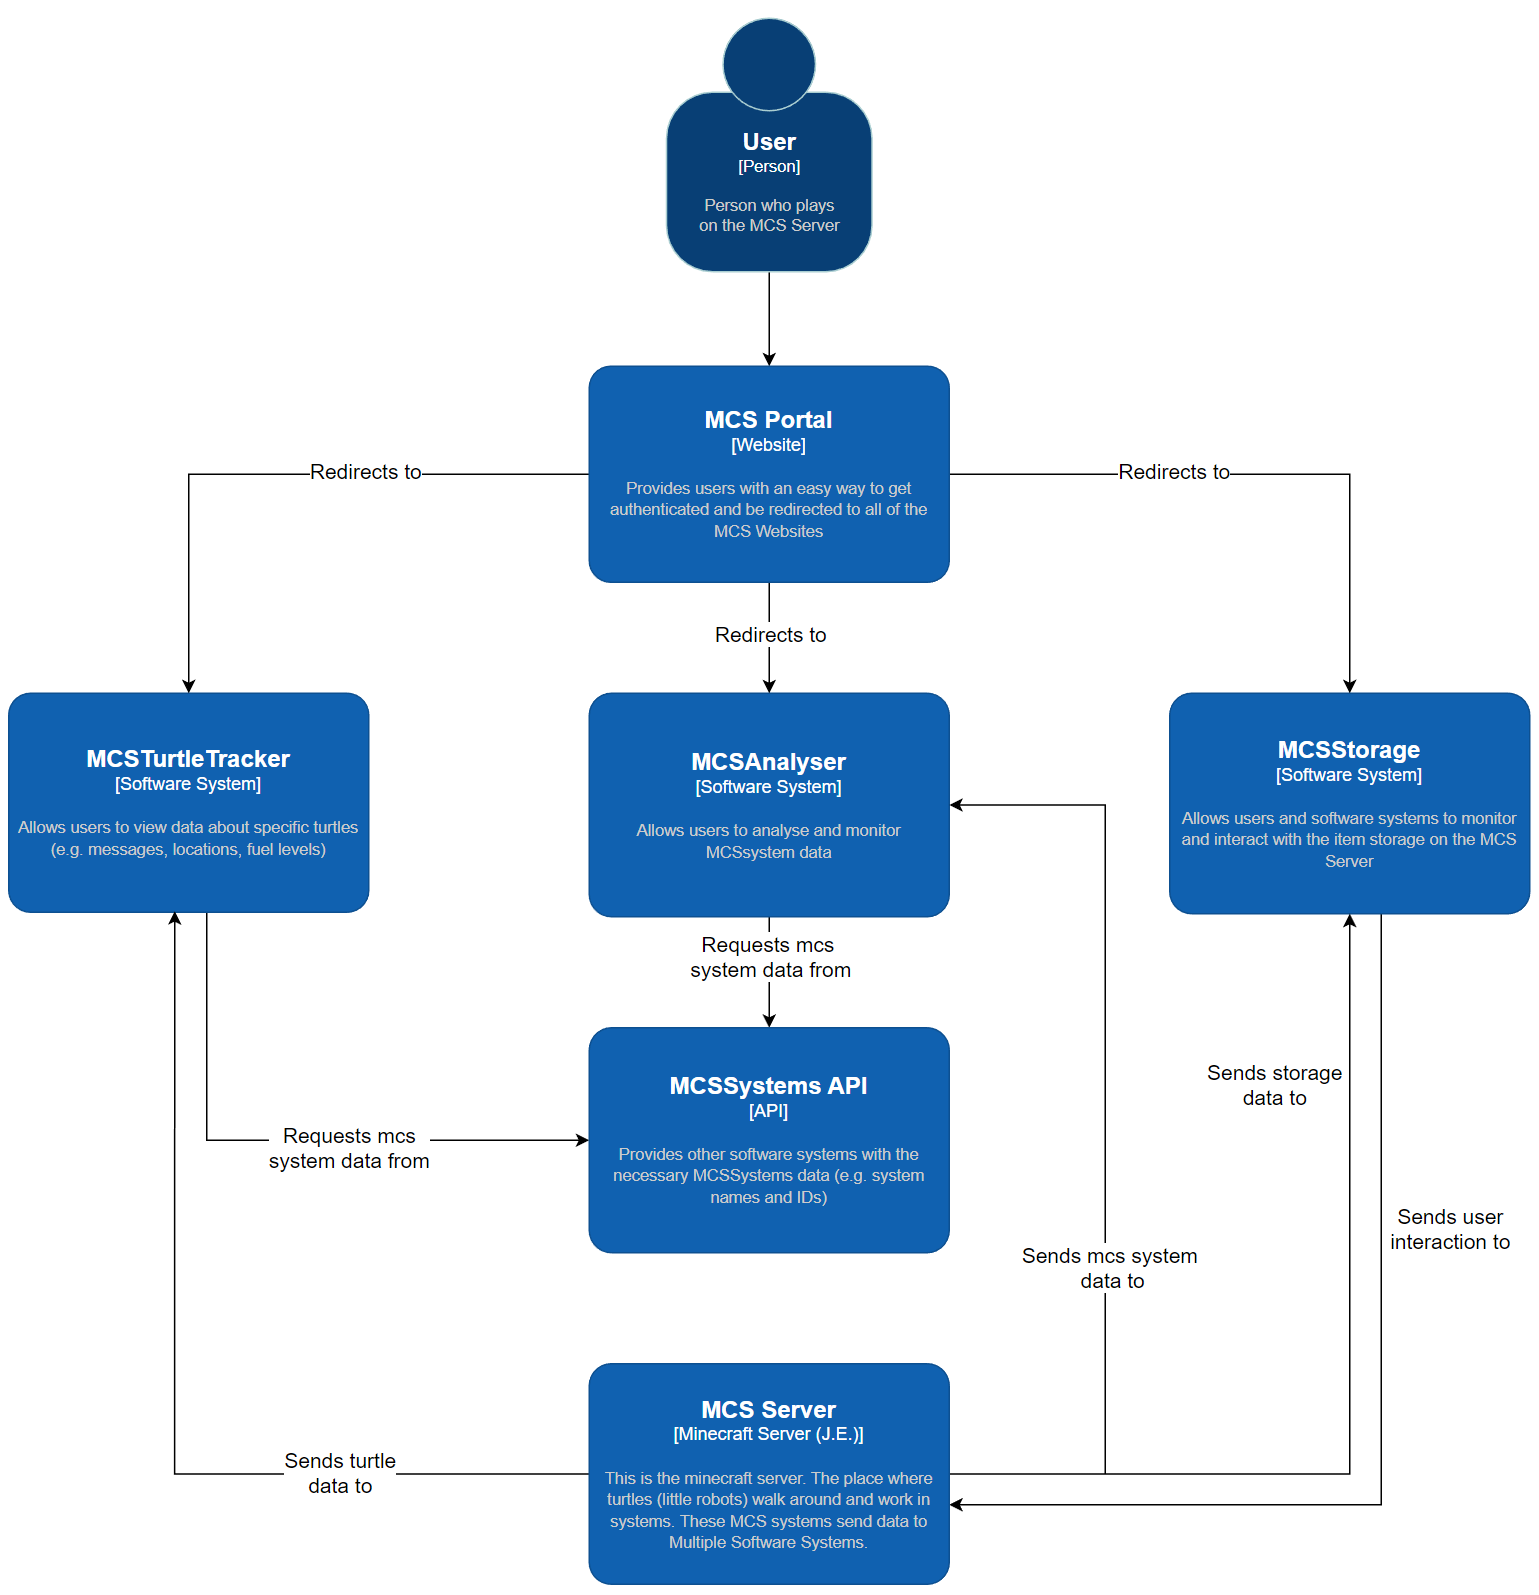 User
[Person]
Person who plays
on the MCS Server
MCS Portal
[Website]
Provides users with an easy way to get
authenticated and be redirected to all of the
MCS Websites
Redirects to
Redirects to
Redirects to
MCSTurtleTracker
[Software System]
Allows users to view data about specific turtles
(e.g. messages, locations, fuel levels)
MCSAnalyser
[Software System]
Allows users to analyse and monitor
MCSsystem data
MCSStorage
[Software System]
Allows users and software systems to monitor
and interact with the item storage on the MCS
Server
Requests mcs
system data from
MCSSystems API
[API]
Provides other software systems with the
necessary MCSSystems data (e.g. system
names and IDs)
Requests mcs
system data from
Sends storage
data to
Sends user
interaction to
Sends mcs system
data to
MCS Server
[Minecraft Server (J.E.)]
This is the minecraft server. The place where
turtles (little robots) walk around and work in
systems. These MCS systems send data to
Multiple Software Systems.
Sends turtle
data to